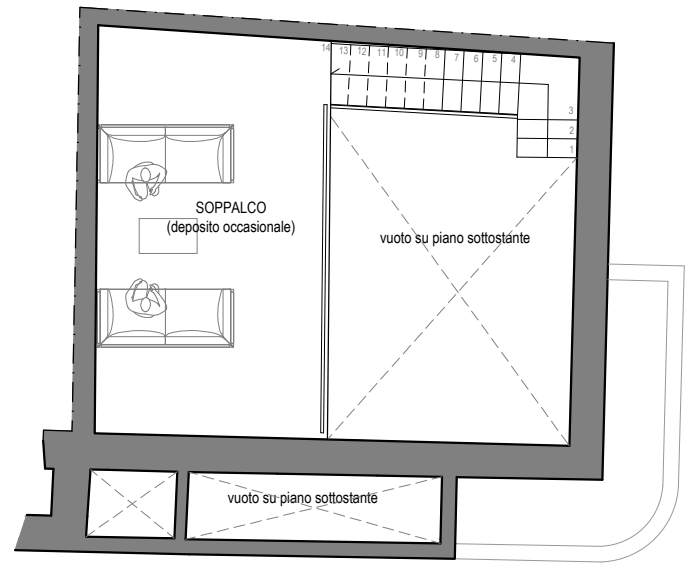 14 13 12 11 10 9 8 7 6 5 4
3
2
1
SOPPALCO
(deposito occasionale)
vuoto su piano sottostante
vuoto su piano sottostante